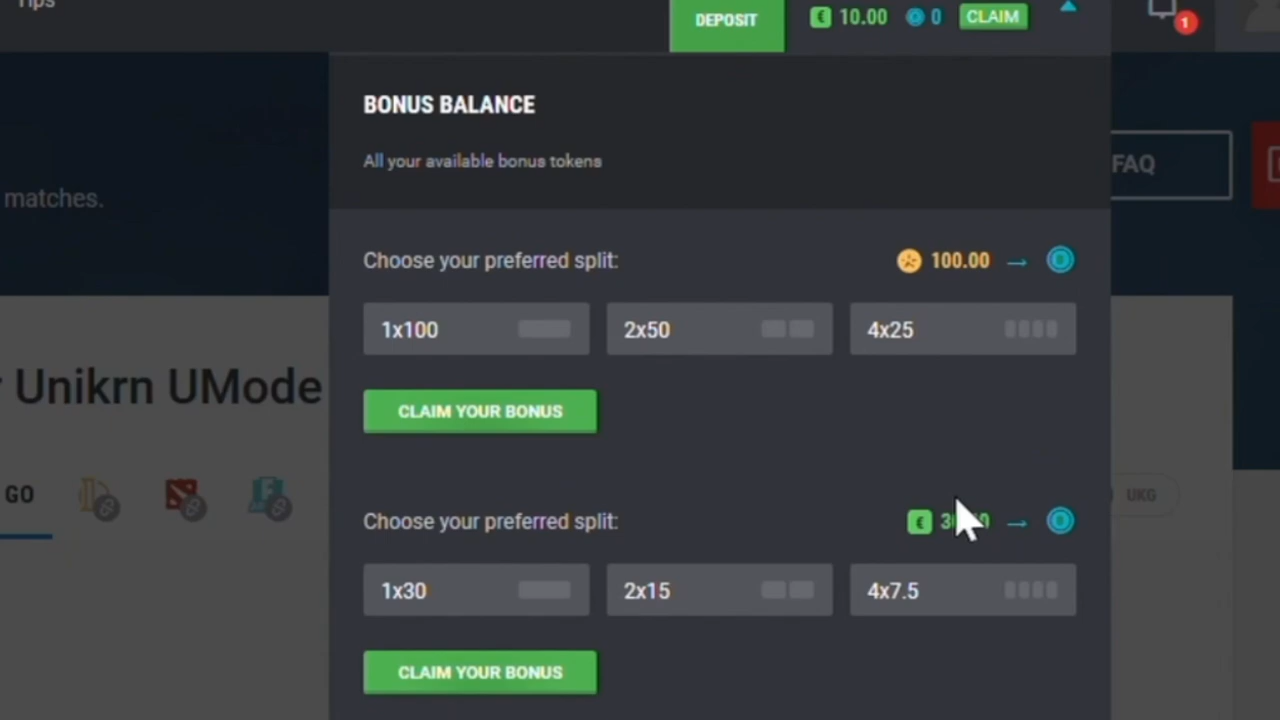 Tips
DEPOSIT
€ 10.00
0
CLAIM
1
BONUS BALANCE
All your available bonus tokens
FAQ
matches.
Choose your preferred split:
100.00 →
1x100
2x50
4x25
Unikrn UMode
CLAIM YOUR BONUS
GO
UKG
Choose your preferred split:
€
→
1x30
2x15
4x7.5
CLAIM YOUR BONUS